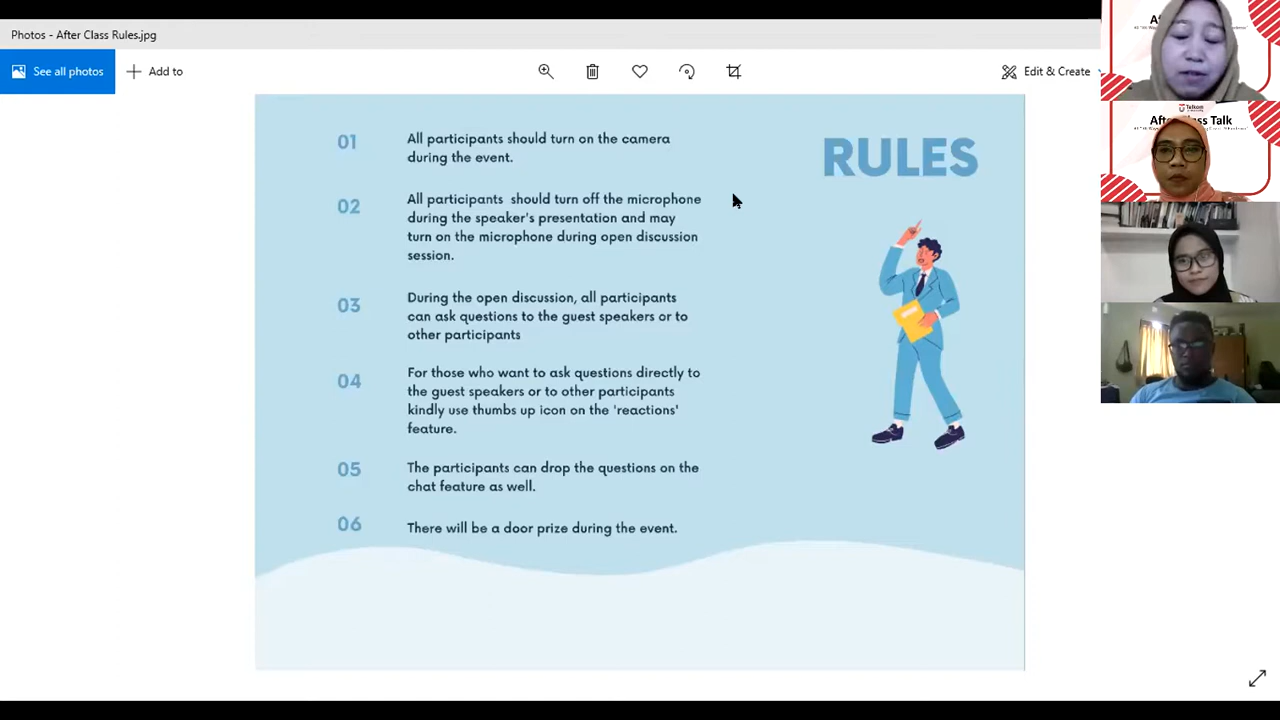 Photos - After Class Rules.jpg
See all photos
Add to
Edit & Create
RULES
01
All participants should turn on the camera
during the event.
02
All participants  should turn off the microphone
during the speaker's presentation and may
turn on the microphone during open discussion
session.
03
During the open discussion, all participants
can ask questions to the guest speakers or to
other participants
04
For those who want to ask questions directly to
the guest speakers or to other participants
kindly use thumbs up icon on the 'reactions'
feature.
05
The participants can drop the questions on the
chat feature as well.
06
There will be a door prize during the event.
Telkom
Talk